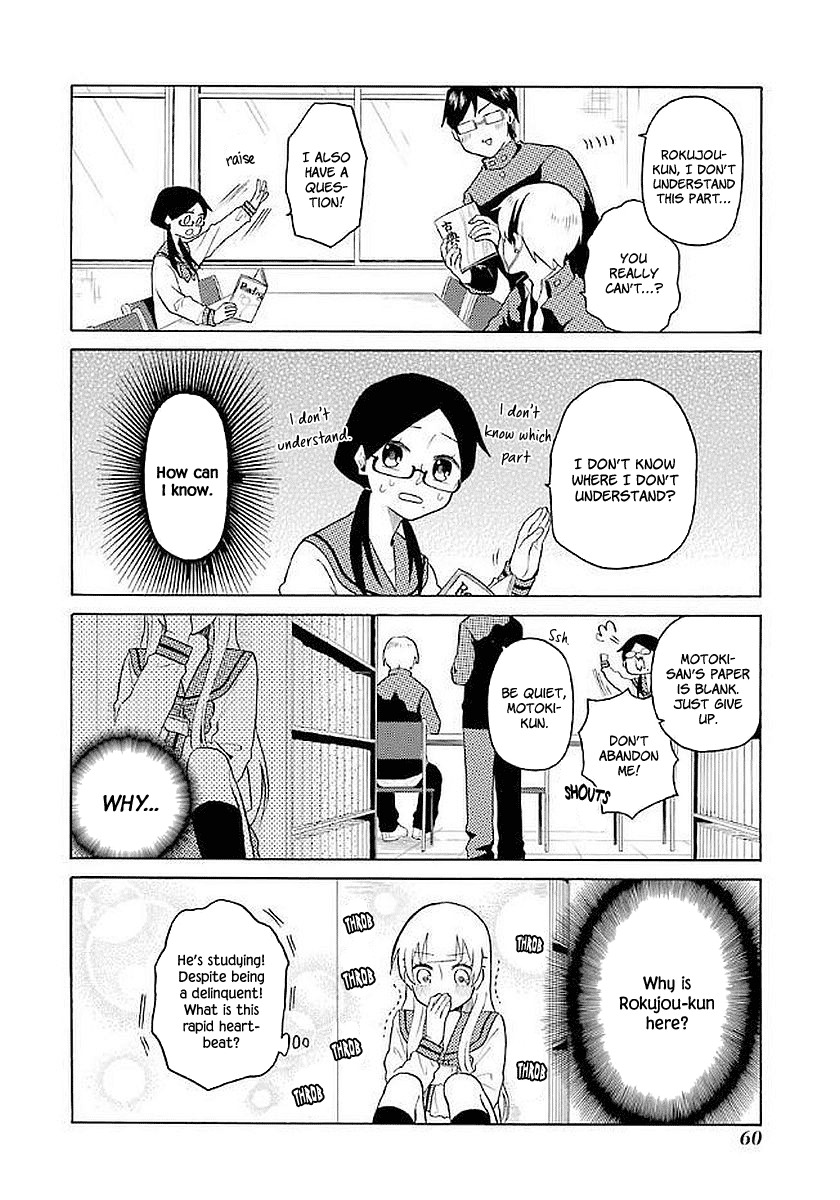 ROKUJOU-
KUN, I DON'T
UNDERSTAND
THIS PART...
YOU
REALLY
CAN'T...?
古典
I ALSO
HAVE A
QUES-
TION!
raise
I DON'T KNOW
WHERE I DON'T
UNDERSTAND?
I don't
know which
part
I don't
understand.
How can
I know.
MOTOKI-
SAN'S PAPER
IS BLANK.
JUST GIVE
UP.
DON'T
ABANDON
ME!
SHOUTS
Ssh
BE QUIET,
MOTOKI-
KUN.
WHY...
Why is
Rokujou-kun
here?
THROB
THROB
THROB
THROB
THROB
THROB
He's studying!
Despite being
a delinquent!
What is this
rapid heart-
beat?
60